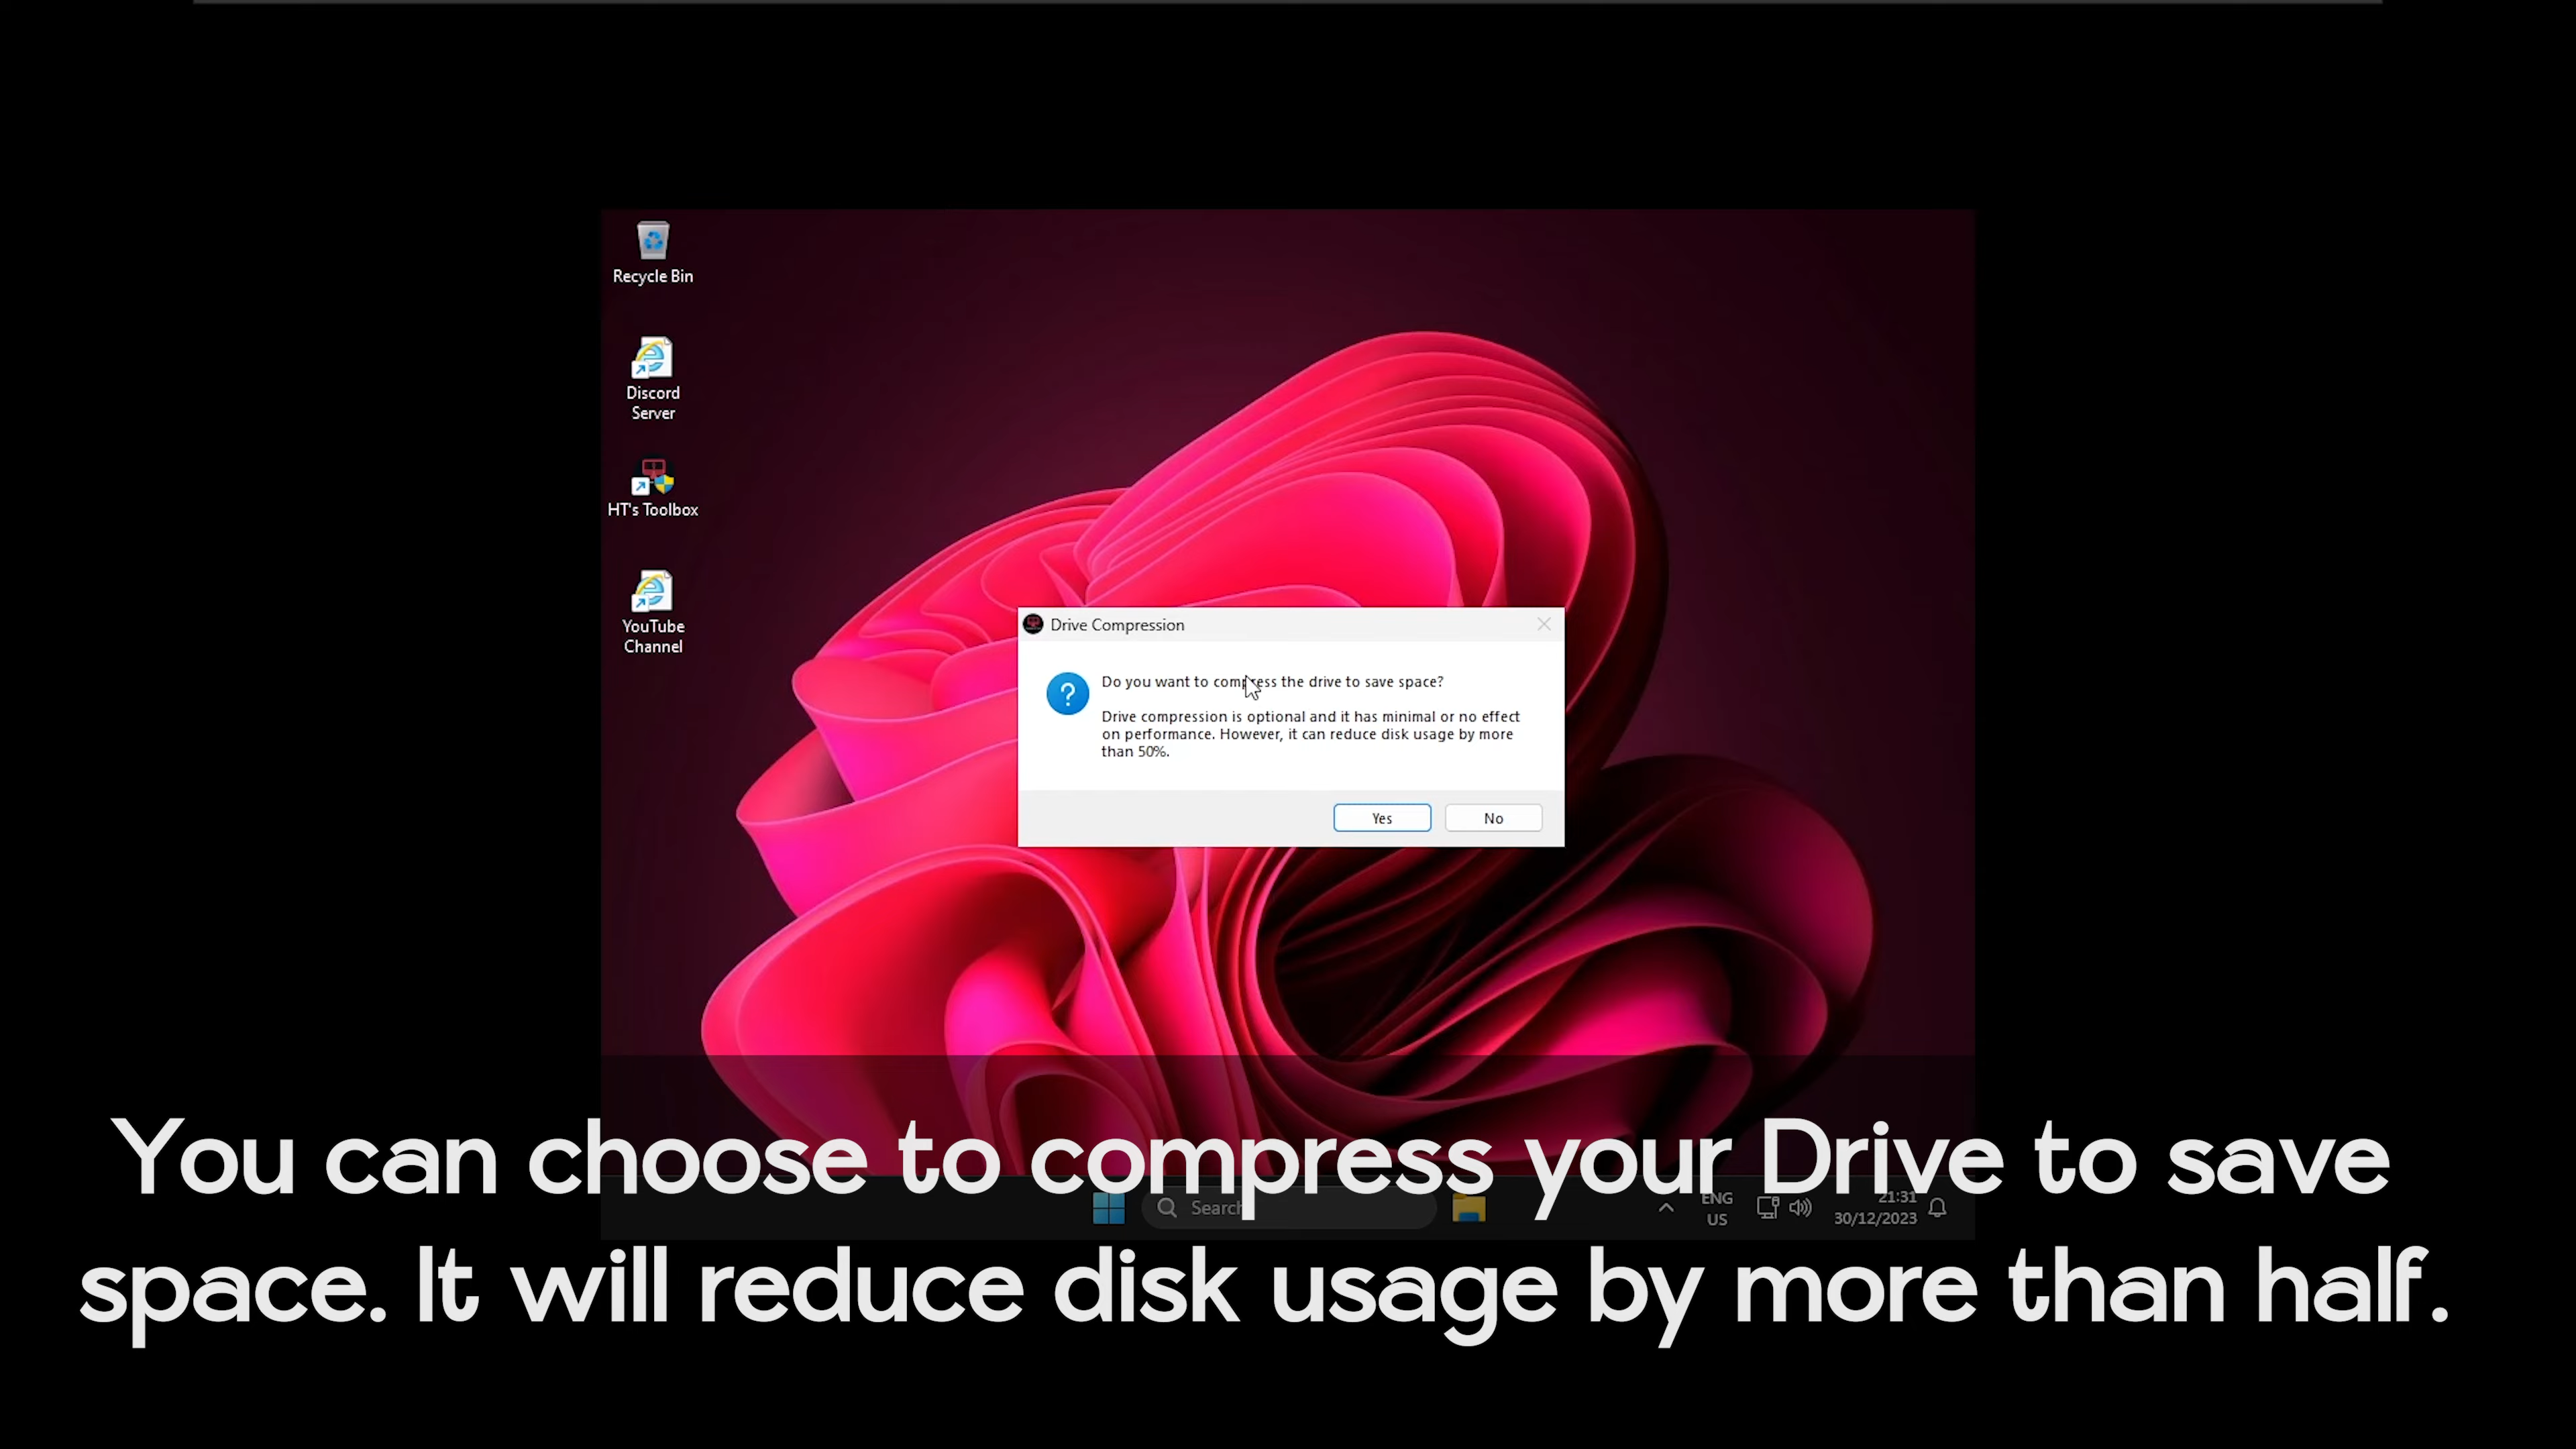 Recycle Bin
Discord
Server
HT's Toolbox
YouTube
Channel
Drive Compression
Do you want to compress the drive to save space?
Drive compression is optional and it has minimal or no effect
on performance. However, it can reduce disk usage by more
than 50%.
Yes
No
You can choose to compress your Drive to save
space. It will reduce disk usage by more than half.
Search
ENG
US
21:31
30/12/2023